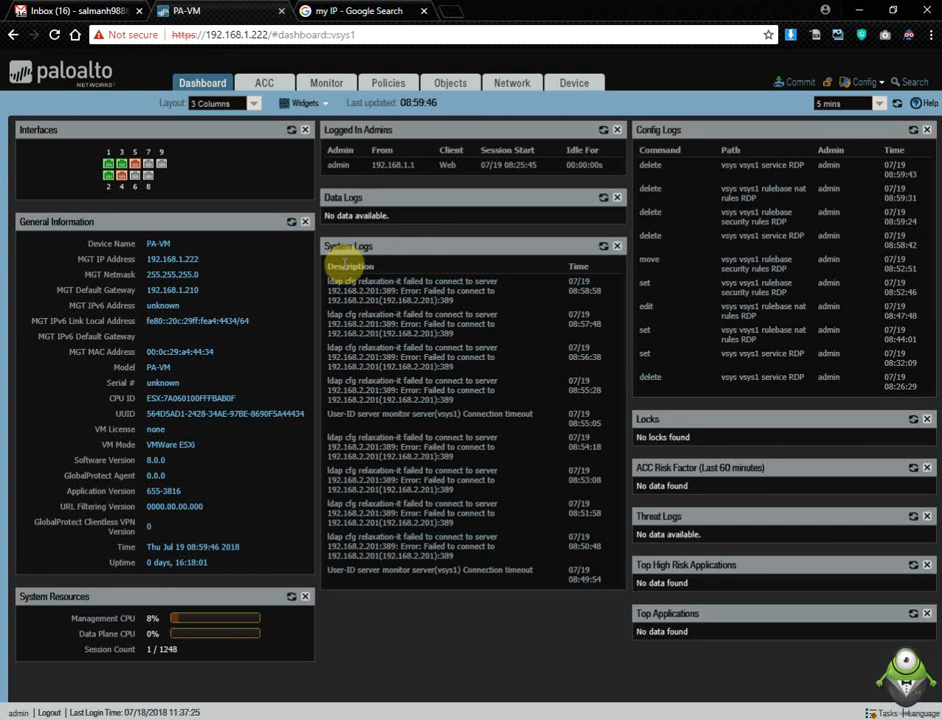 Inbox (16) - salmanh988
PA-VM
my IP - Google Search
Not secure | https://192.168.1.222/#dashboard::vsys1
paloalto
NETWORKS
Dashboard ACC Monitor Policies Objects Network Device
Commit Config Search
Layout: 3 Columns Widgets Last updated: 08:59:46 5 mins Help
Interfaces
1 3 5 7 9
2 4 6 8
General Information
Device Name PA-VM
MGT IP Address 192.168.1.222
MGT Netmask 255.255.255.0
MGT Default Gateway 192.168.1.210
MGT IPv6 Address unknown
MGT IPv6 Link Local Address fe80::20c:29ff:fea4:4434/64
MGT IPv6 Default Gateway
MGT MAC Address 00:0c:29:a4:44:34
Model PA-VM
Serial # unknown
CPU ID ESX:7A060100FFFBAB0F
UUID 564D5AD1-2428-34AE-97BE-8690F5A44434
VM License none
VM Mode VMWare ESXi
Software Version 8.0.0
GlobalProtect Agent 0.0.0
Application Version 655-3816
URL Filtering Version 0000.00.00.000
GlobalProtect Clientless VPN
Version 0
Time Thu Jul 19 08:59:46 2018
Uptime 0 days, 16:18:01
System Resources
Management CPU 8%
Data Plane CPU 0%
Session Count 1 / 1248
Logged In Admins
Admin From Client Session Start Idle For
admin 192.168.1.1 Web 07/19 08:25:45 00:00:00s
Data Logs
No data available.
System Logs
Description Time
ldap cfg relaxation-it failed to connect to server 07/19
192.168.2.201:389: Error: Failed to connect to 08:58:58
192.168.2.201(192.168.2.201):389
ldap cfg relaxation-it failed to connect to server 07/19
192.168.2.201:389: Error: Failed to connect to 08:57:48
192.168.2.201(192.168.2.201):389
ldap cfg relaxation-it failed to connect to server 07/19
192.168.2.201:389: Error: Failed to connect to 08:56:38
192.168.2.201(192.168.2.201):389
ldap cfg relaxation-it failed to connect to server 07/19
192.168.2.201:389: Error: Failed to connect to 08:55:28
192.168.2.201(192.168.2.201):389
User-ID server monitor server(vsys1) Connection timeout 07/19
08:55:05
ldap cfg relaxation-it failed to connect to server 07/19
192.168.2.201:389: Error: Failed to connect to 08:54:18
192.168.2.201(192.168.2.201):389
ldap cfg relaxation-it failed to connect to server 07/19
192.168.2.201:389: Error: Failed to connect to 08:53:08
192.168.2.201(192.168.2.201):389
ldap cfg relaxation-it failed to connect to server 07/19
192.168.2.201:389: Error: Failed to connect to 08:51:58
192.168.2.201(192.168.2.201):389
ldap cfg relaxation-it failed to connect to server 07/19
192.168.2.201:389: Error: Failed to connect to 08:50:48
192.168.2.201(192.168.2.201):389
User-ID server monitor server(vsys1) Connection timeout 07/19
08:49:54
Config Logs
Command Path Admin Time
delete vsys vsys1 service RDP admin 07/19
08:59:43
delete vsys vsys1 rulebase nat admin 07/19
rules RDP 08:59:31
delete vsys vsys1 rulebase admin 07/19
security rules RDP 08:59:24
delete vsys vsys1 service RDP admin 07/19
08:58:42
move vsys vsys1 rulebase admin 07/19
security rules RDP 08:52:51
set vsys vsys1 rulebase admin 07/19
security rules RDP 08:52:46
edit vsys vsys1 rulebase nat admin 07/19
rules RDP 08:47:48
set vsys vsys1 rulebase nat admin 07/19
rules RDP 08:44:01
set vsys vsys1 service RDP admin 07/19
08:32:09
delete vsys vsys1 service RDP admin 07/19
08:26:29
Locks
No locks found
ACC Risk Factor (Last 60 minutes)
No data found
Threat Logs
No data available.
Top High Risk Applications
No data found
Top Applications
No data found
admin | Logout | Last Login Time: 07/18/2018 11:37:25 Tasks Language